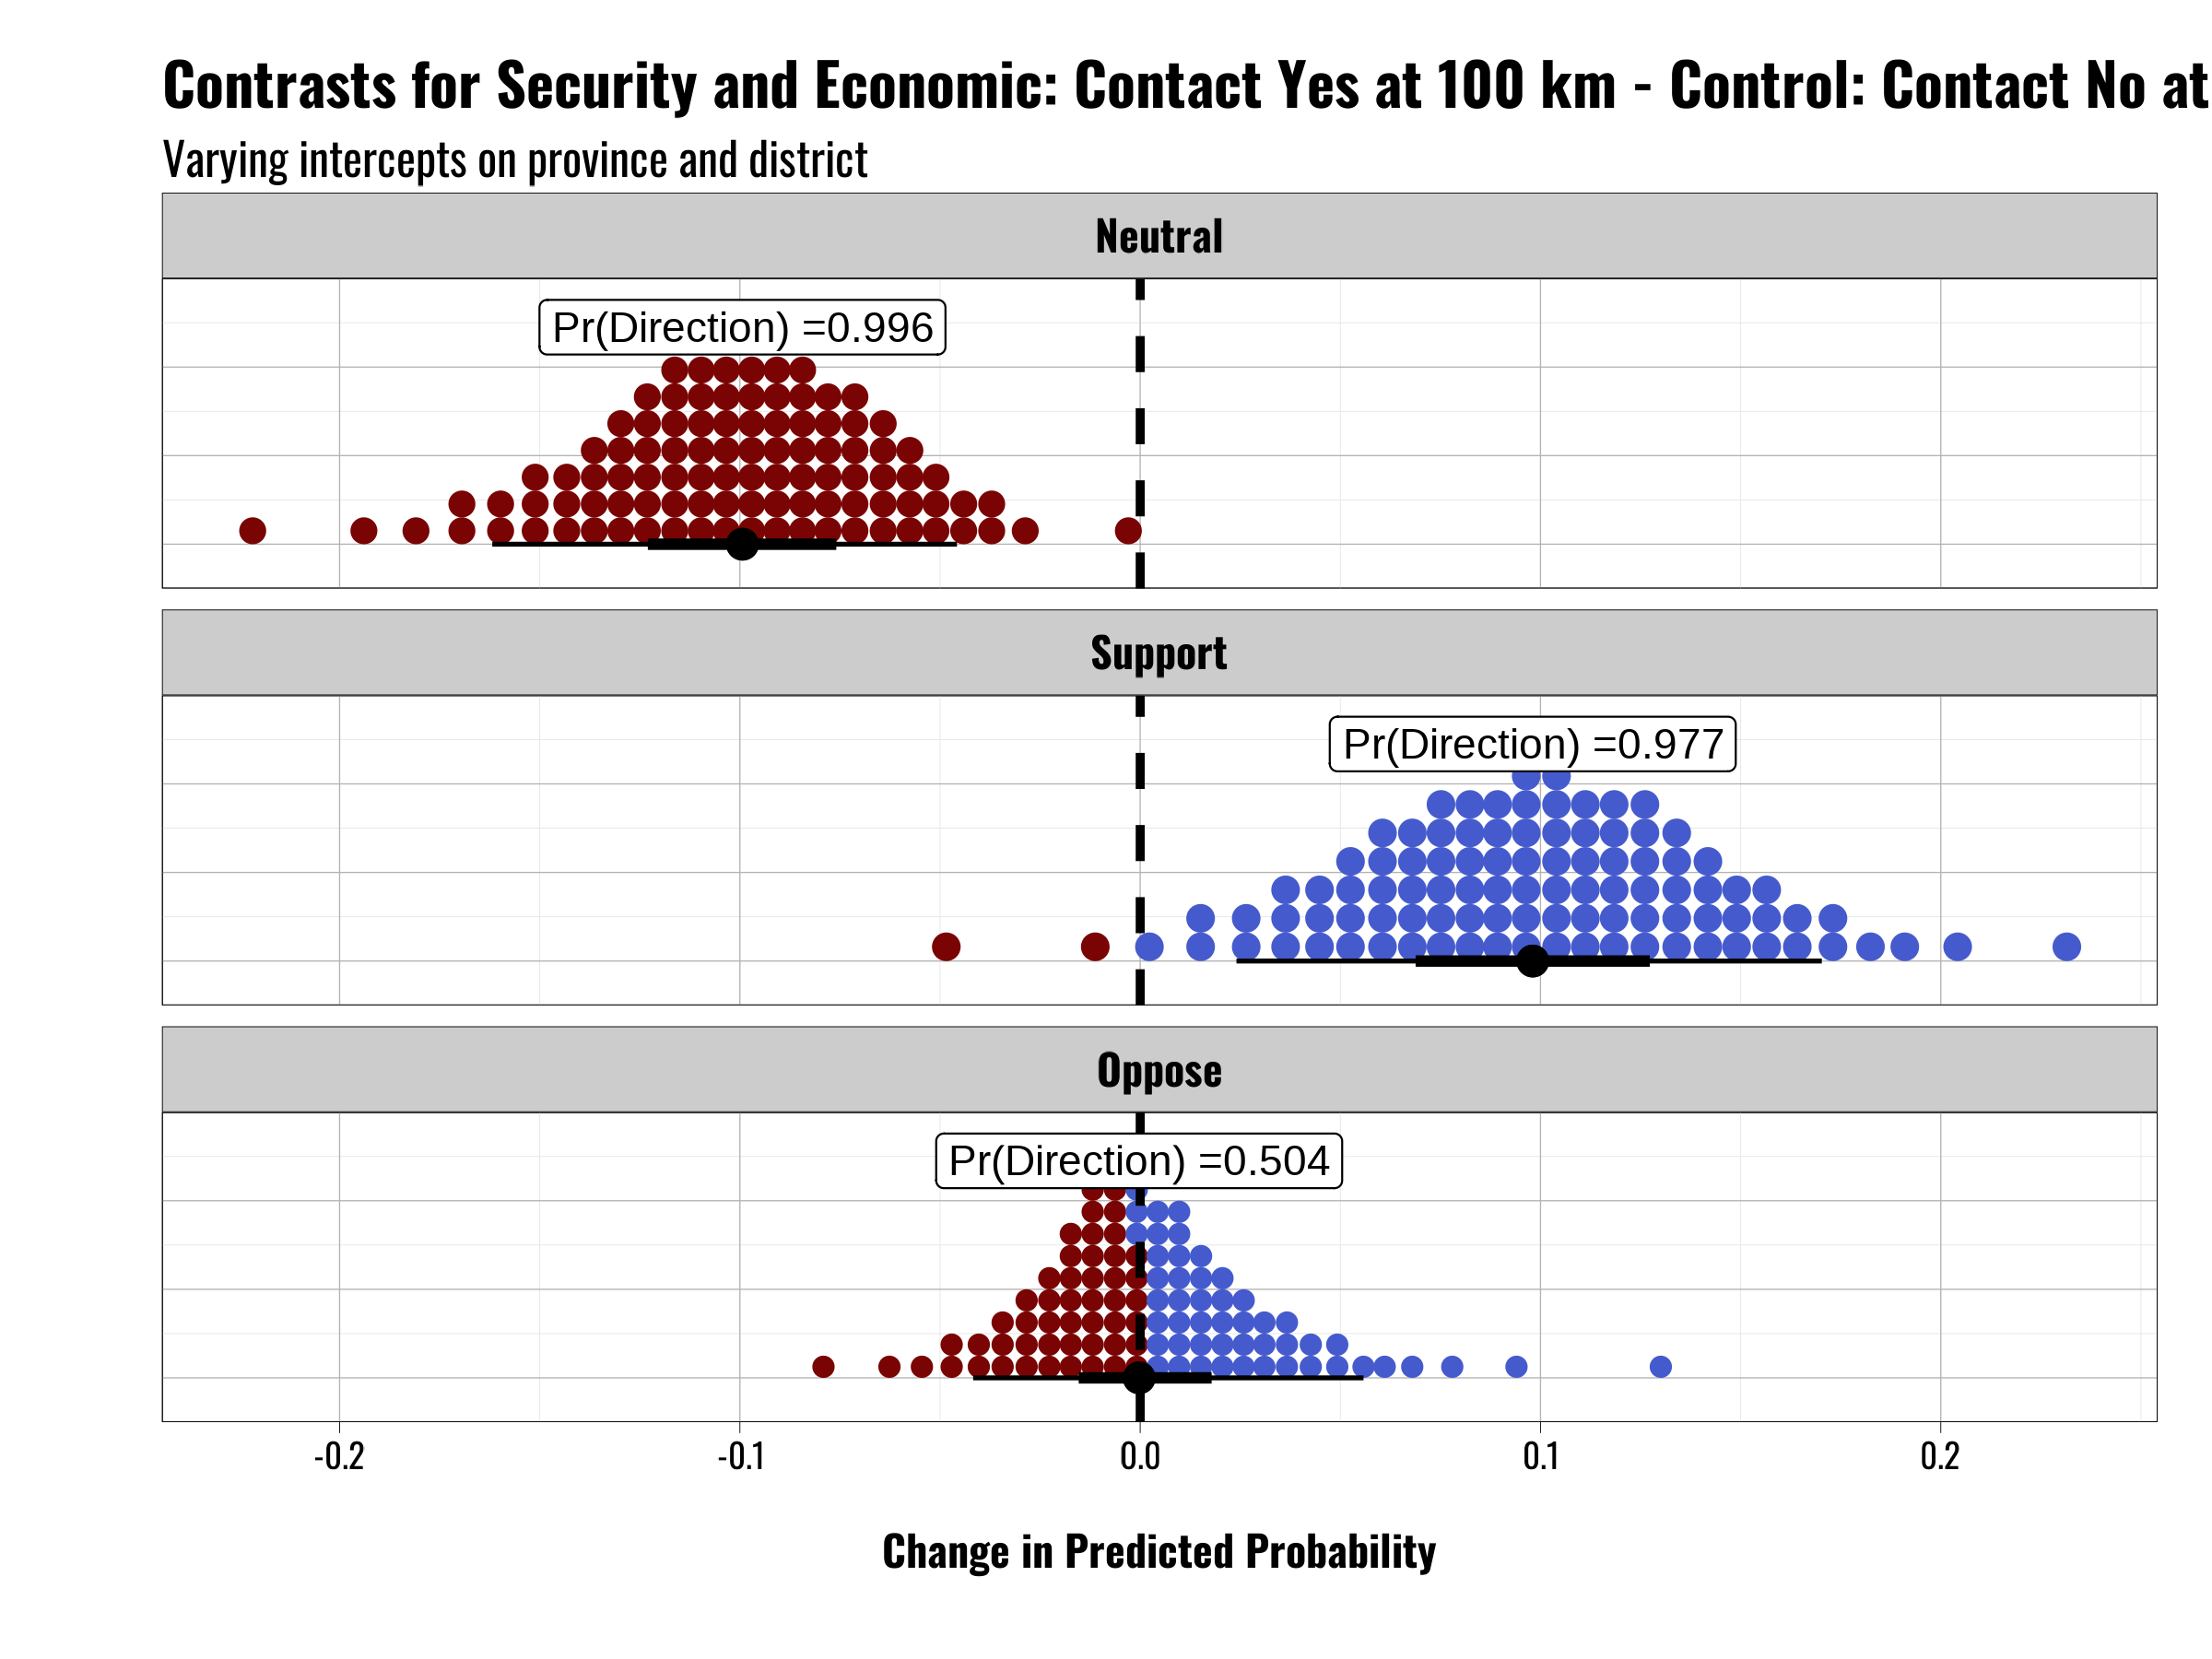 Contrasts for Security and Economic: Contact Yes at 100 km - Control: Contact No at
Varying intercepts on province and district
Neutral
Pr(Direction) =0.996
Support
Pr(Direction) =0.977
Oppose
Pr(Direction) =0.504
-0.2 -0.1 0.0 0.1 0.2
Change in Predicted Probability